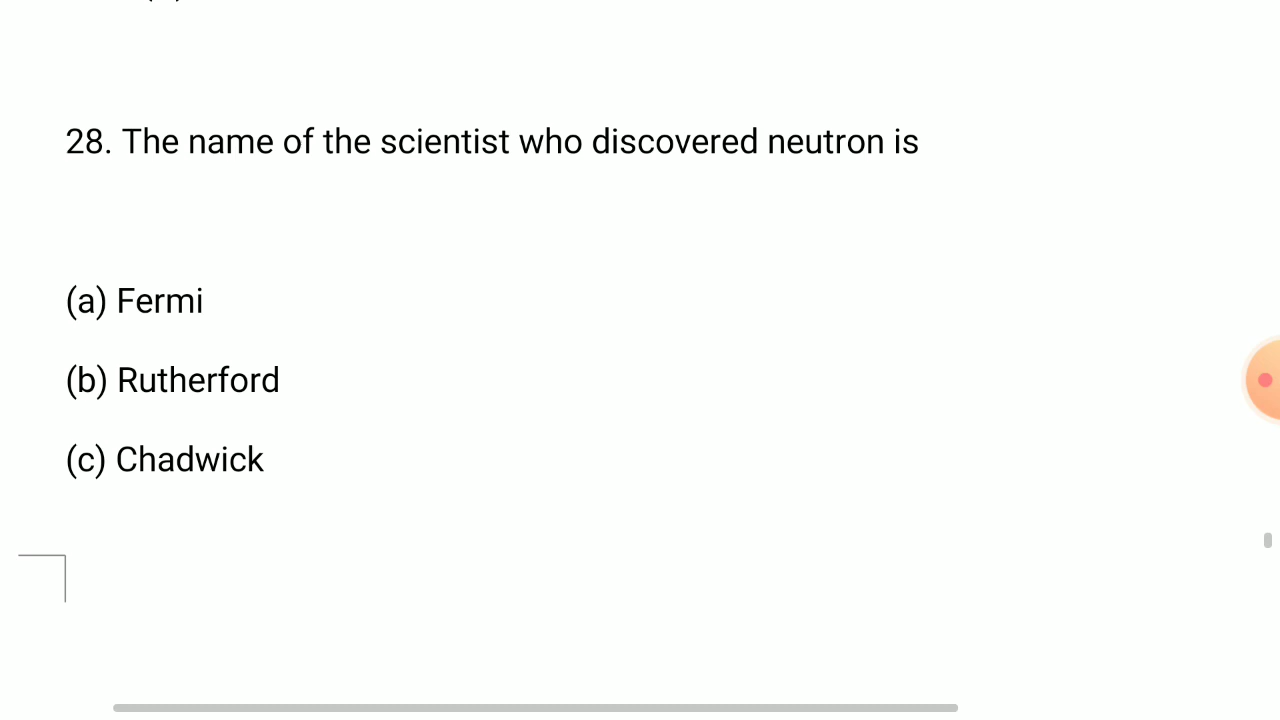 28. The name of the scientist who discovered neutron is
(a) Fermi
(b) Rutherford
(c) Chadwick